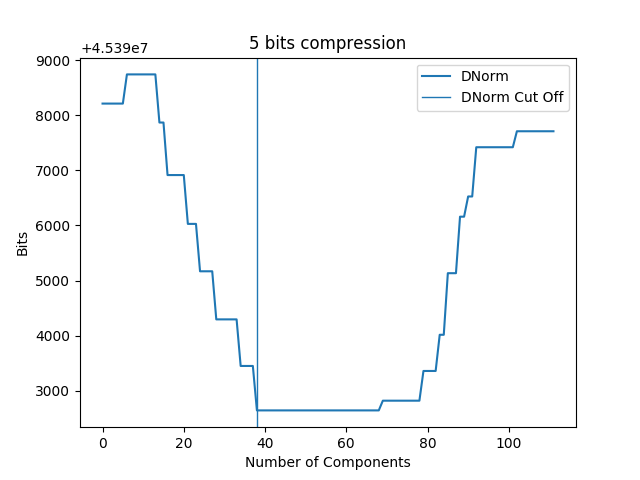 5 bits compression
+4.539e7
9000
8000
7000
6000
5000
4000
3000
Bits
DNorm
DNorm Cut Off
0 20 40 60 80 100
Number of Components